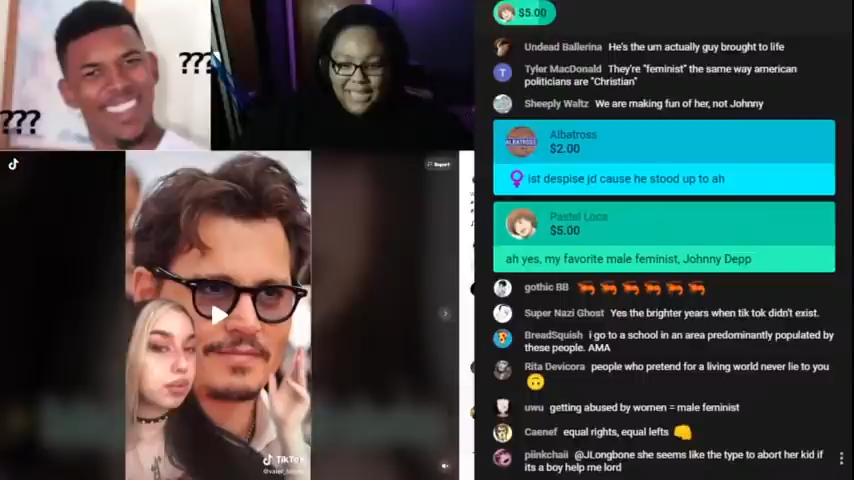 $5.00
???
???
Undead Ballerina He's the um actually guy brought to life
Tyler MacDonald They're "feminist" the same way american
politicians are "Christian"
Sheeply Waltz We are making fun of her, not Johnny
ALBATROSS
Albatross
$2.00
ist despise jd cause he stood up to ah
Pastel Loca
$5.00
ah yes, my favorite male feminist, Johnny Depp
Report
gothic BB
Super Nazi Ghost Yes the brighter years when tik tok didn't exist.
BreadSquish i go to a school in an area predominantly populated by
these people. AMA
Rita Devicora people who pretend for a living world never lie to you
uwu getting abused by women = male feminist
Caenef equal rights, equal lefts
piinkchaii @JLongbone she seems like the type to abort her kid if
its a boy help me lord
TikTok